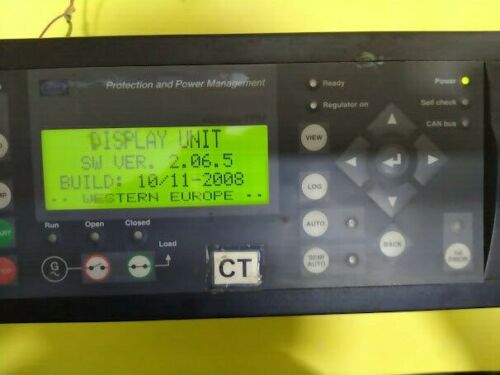 Protection and Power Management
Ready
Power
Regulator on
Self check
CAN bus
VIEW
DISPLAY UNIT
SW VER. 2.06.5
BUILD: 10/11-2008
-- WESTERN EUROPE --
LOG
Run
Open
Closed
AUTO
Load
BACK
G
CT
SEMI
AUTO